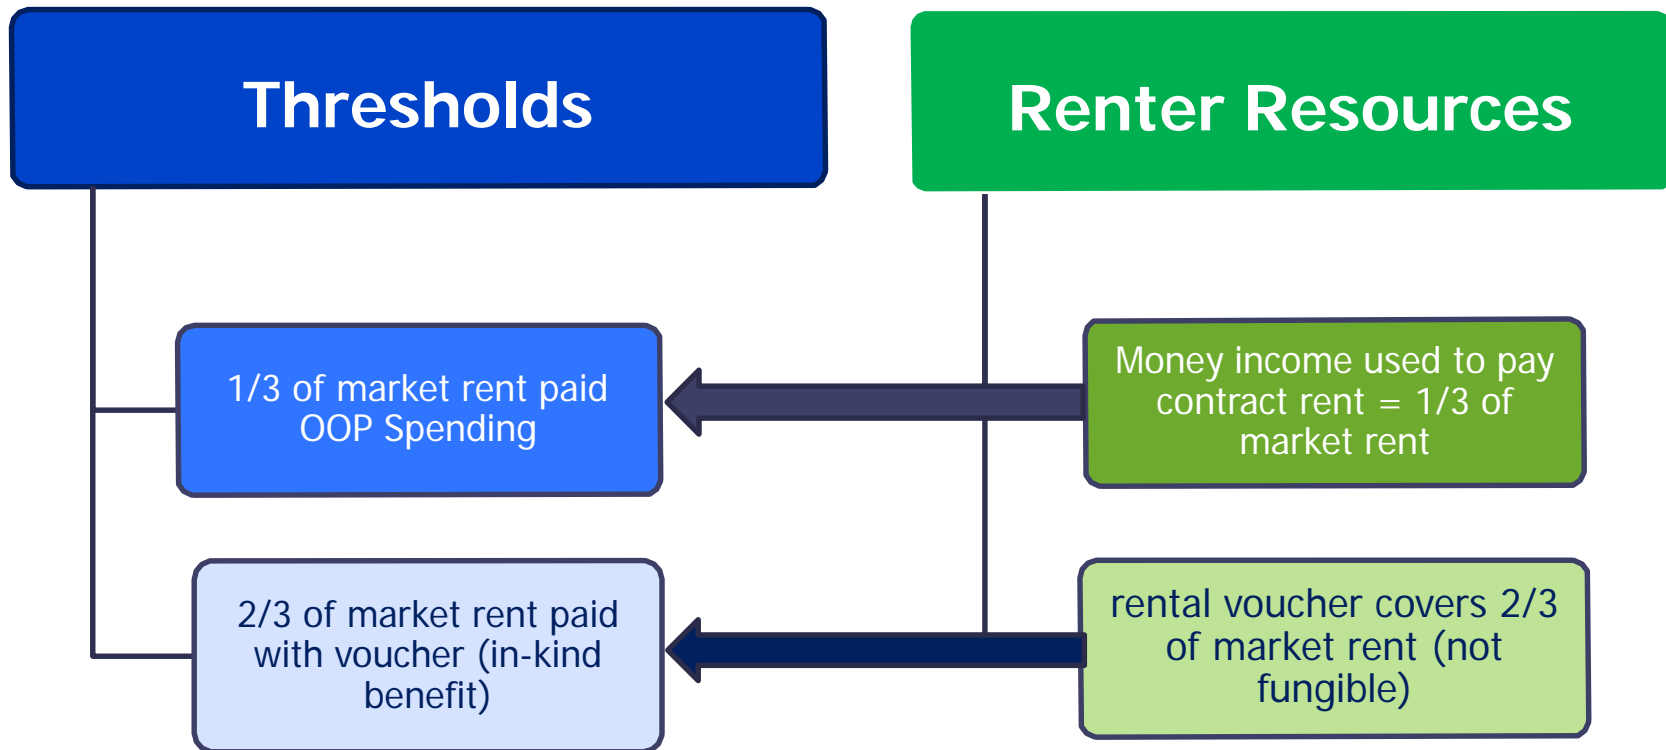 Thresholds
Renter Resources
1/3 of market rent paid
OOP Spending
Money income used to pay
contract rent = 1/3 of
market rent
2/3 of market rent paid
with voucher (in-kind
benefit)
rental voucher covers 2/3
of market rent (not
fungible)